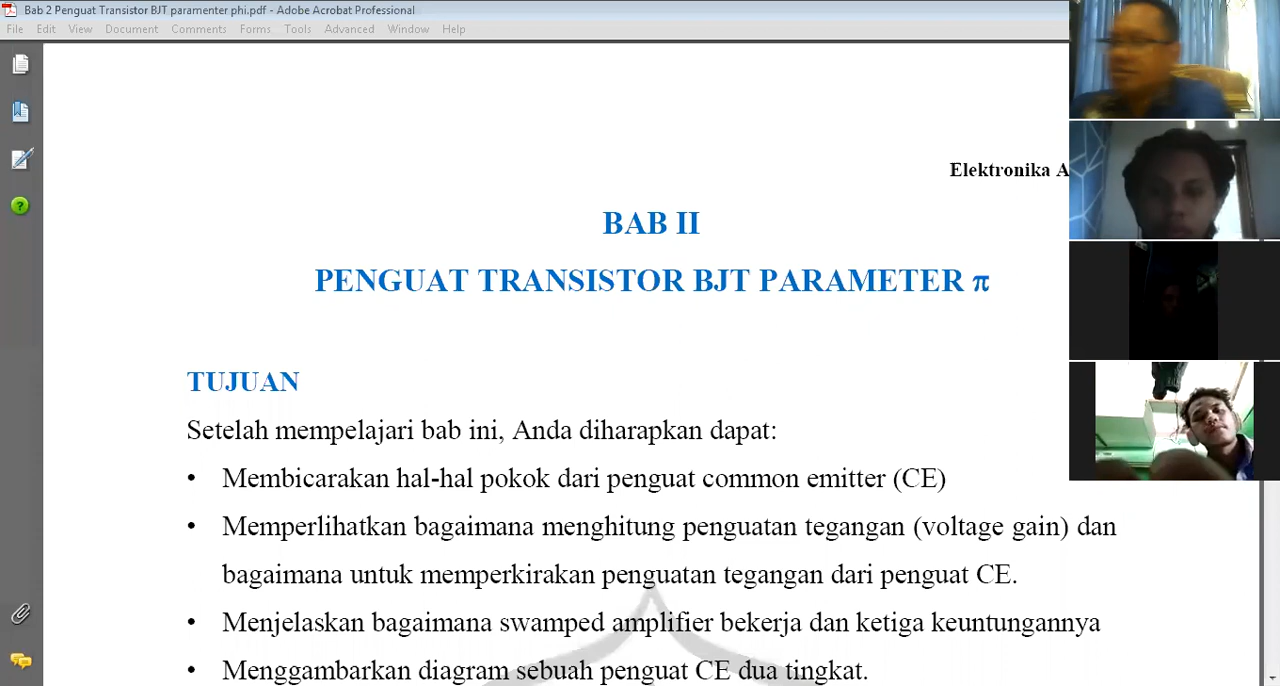 Bab 2 Penguat Transistor BJT paramenter phi.pdf - Adobe Acrobat Professional
File Edit View Document Comments Forms Tools Advanced Window Help
Elektronika A
BAB II
PENGUAT TRANSISTOR BJT PARAMETER π
TUJUAN
Setelah mempelajari bab ini, Anda diharapkan dapat:
• Membicarakan hal-hal pokok dari penguat common emitter (CE)
• Memperlihatkan bagaimana menghitung penguatan tegangan (voltage gain) dan
bagaimana untuk memperkirakan penguatan tegangan dari penguat CE.
• Menjelaskan bagaimana swamped amplifier bekerja dan ketiga keuntungannya
• Menggambarkan diagram sebuah penguat CE dua tingkat.